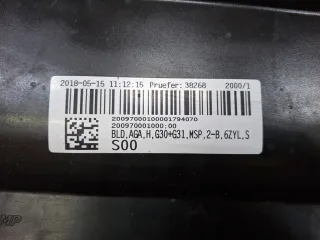 2018-05-15 11:12:15 Pruefer:38268 2000/1
2009700010001794070
200970001000:00
BLD,AGA,H,G30+G31,MSP,2-B,6ZYL,S
S00